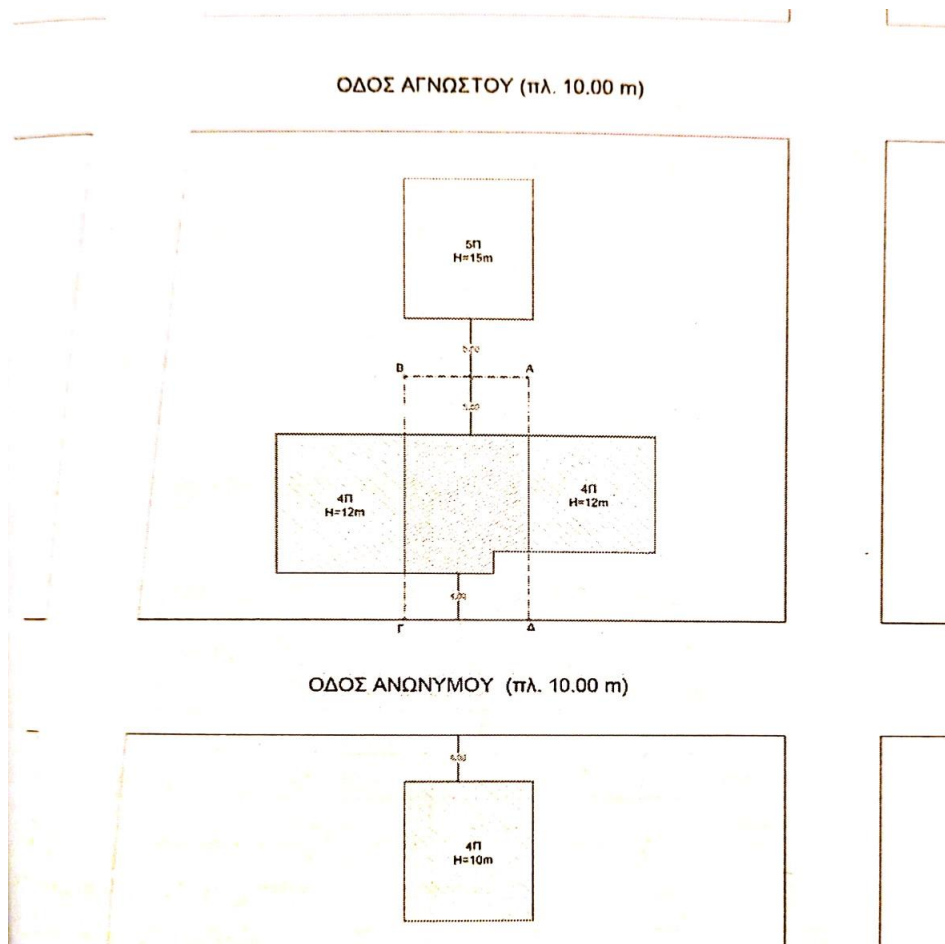 ΟΔΟΣ ΑΓΝΩΣΤΟΥ (πλ. 10.00 m)
5Π
H=15m
B
A
4Π
H=12m
4Π
H=12m
Γ
Δ
ΟΔΟΣ ΑΝΩΝΥΜΟΥ (πλ. 10.00 m)
4Π
H=10m